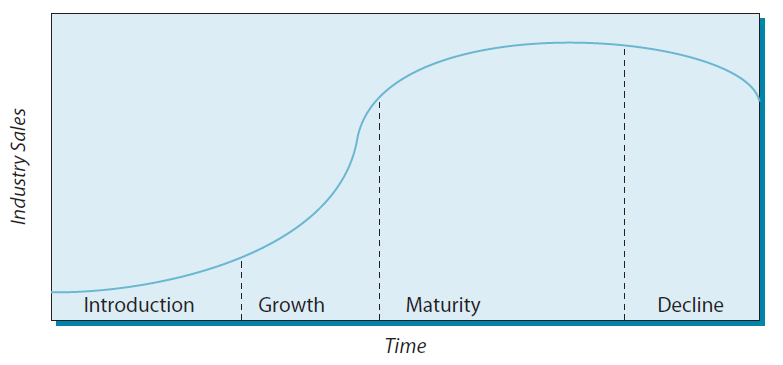 Industry Sales
Introduction
Growth
Maturity
Decline
Time